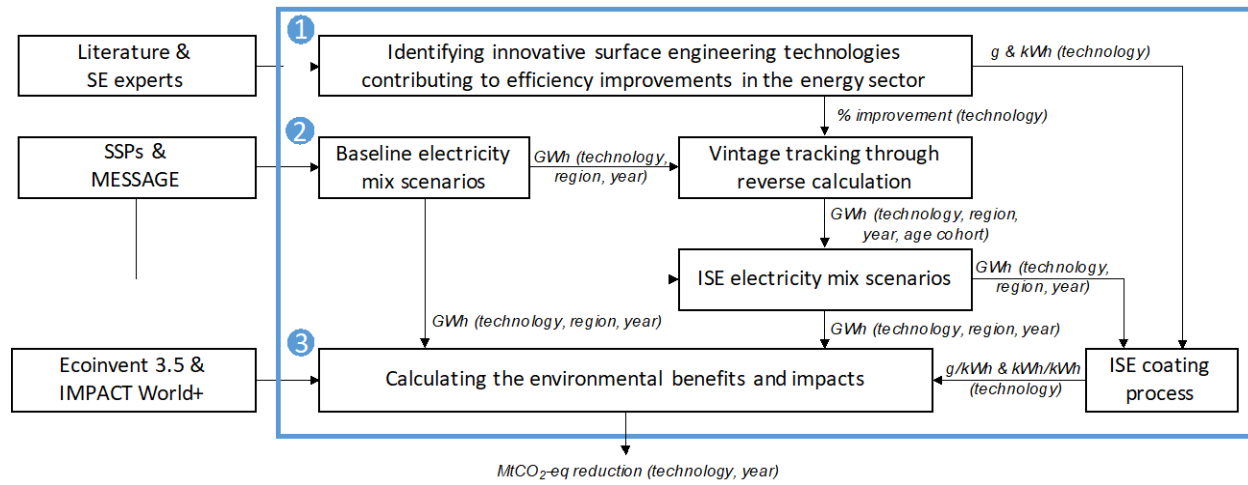 1
Literature &
SE experts
Identifying innovative surface engineering technologies
contributing to efficiency improvements in the energy sector
g & kWh (technology)
% improvement (technology)
2
SSPs &
MESSAGE
Baseline electricity
mix scenarios
GWh (technology,
region, year)
Vintage tracking through
reverse calculation
GWh (technology, region,
year, age cohort)
ISE electricity mix scenarios
GWh (technology,
region, year)
GWh (technology, region, year)
GWh (technology, region, year)
3
Ecoinvent 3.5 &
IMPACT World+
Calculating the environmental benefits and impacts
g/kWh & kWh/kWh
(technology)
ISE coating
process
MtCO₂-eq reduction (technology, year)